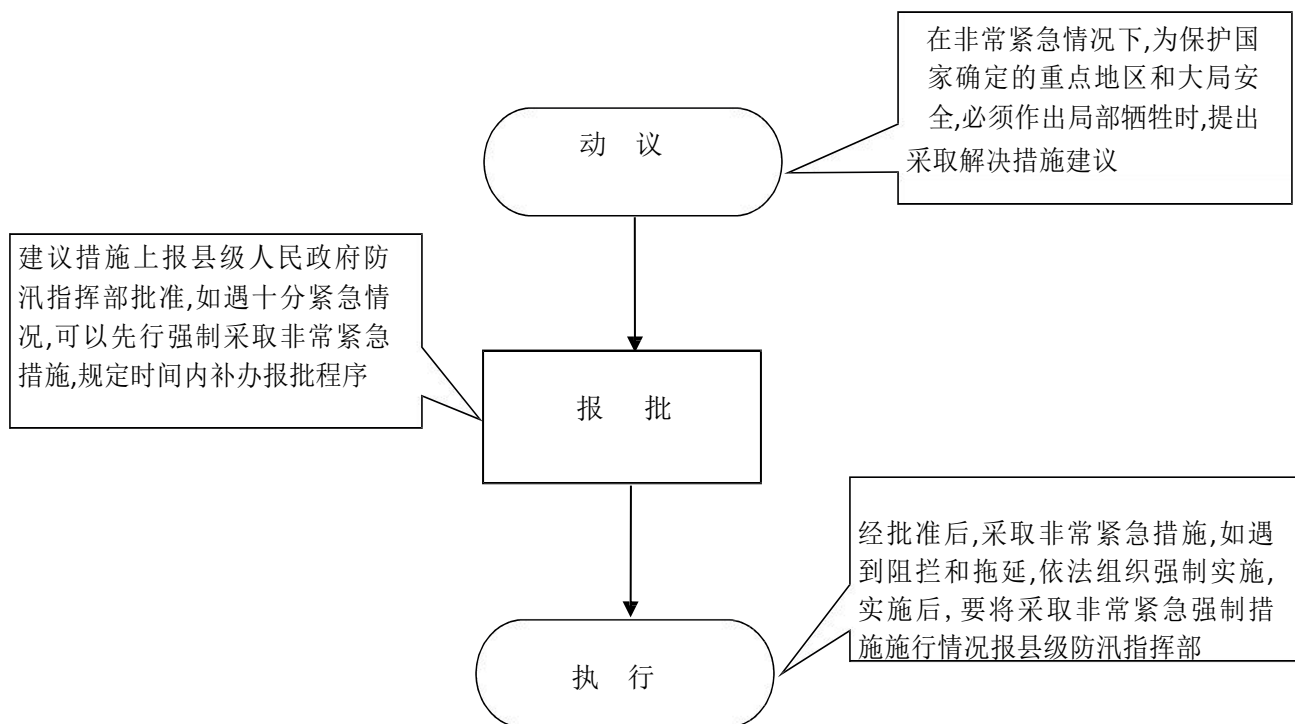 在非常紧急情况下,为保护国
家确定的重点地区和大局安
全,必须作出局部牺牲时,提出
采取解决措施建议
动 议
建议措施上报县级人民政府防
汛指挥部批准,如遇十分紧急情
况,可以先行强制采取非常紧急
措施,规定时间内补办报批程序
报 批
经批准后,采取非常紧急措施,如遇
到阻拦和拖延,依法组织强制实施,
实施后,要将采取非常紧急强制措
施施行情况报县级防汛指挥部
执 行